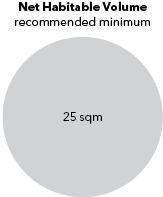 Net Habitable Volume
recommended minimum
25 sqm